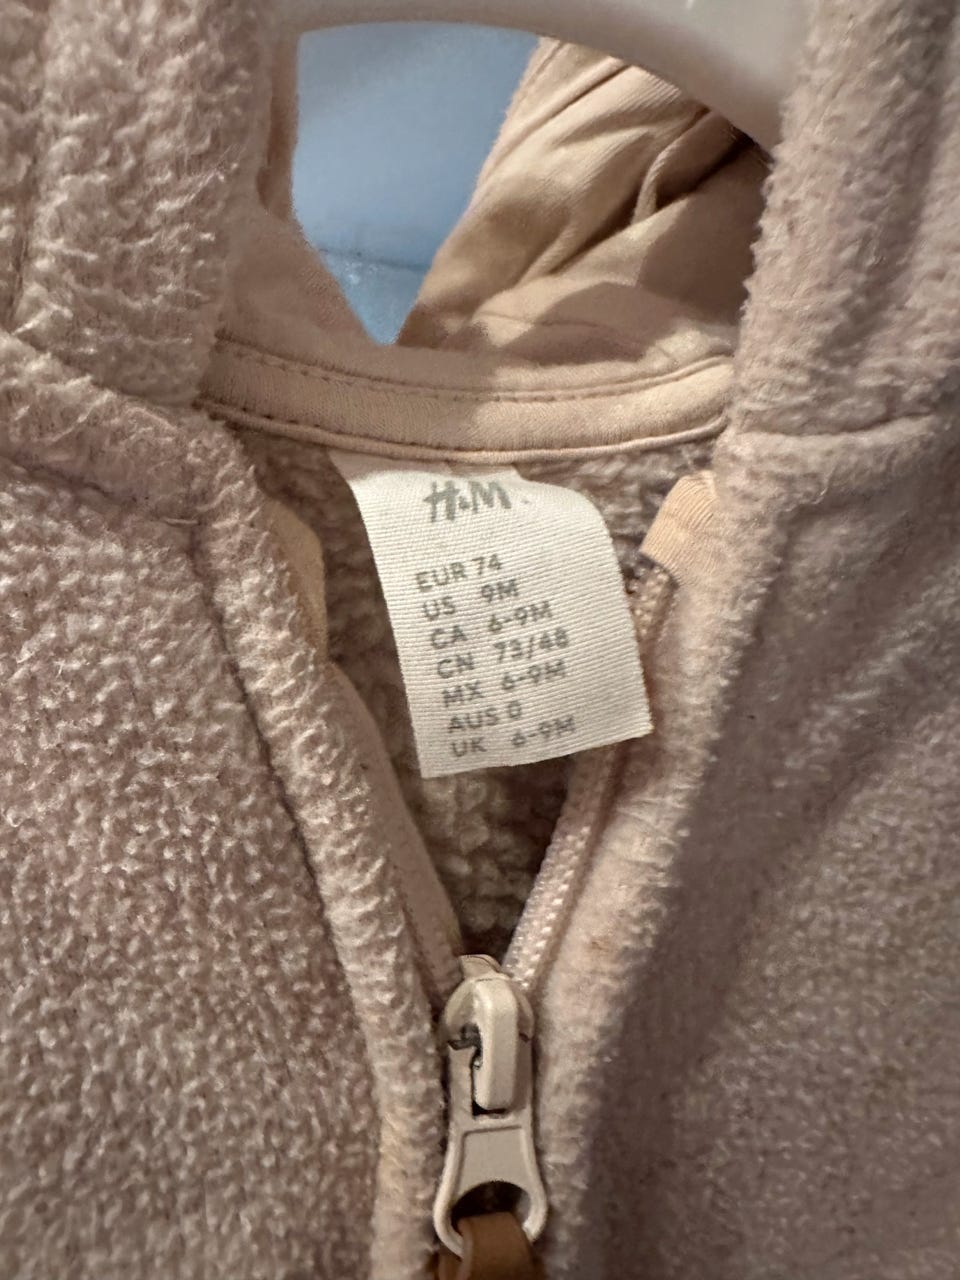 H&M
EUR 74
US 9M
CA 6-9M
CN 73/48
MX 6-9M
AUS 0
UK 6-9M